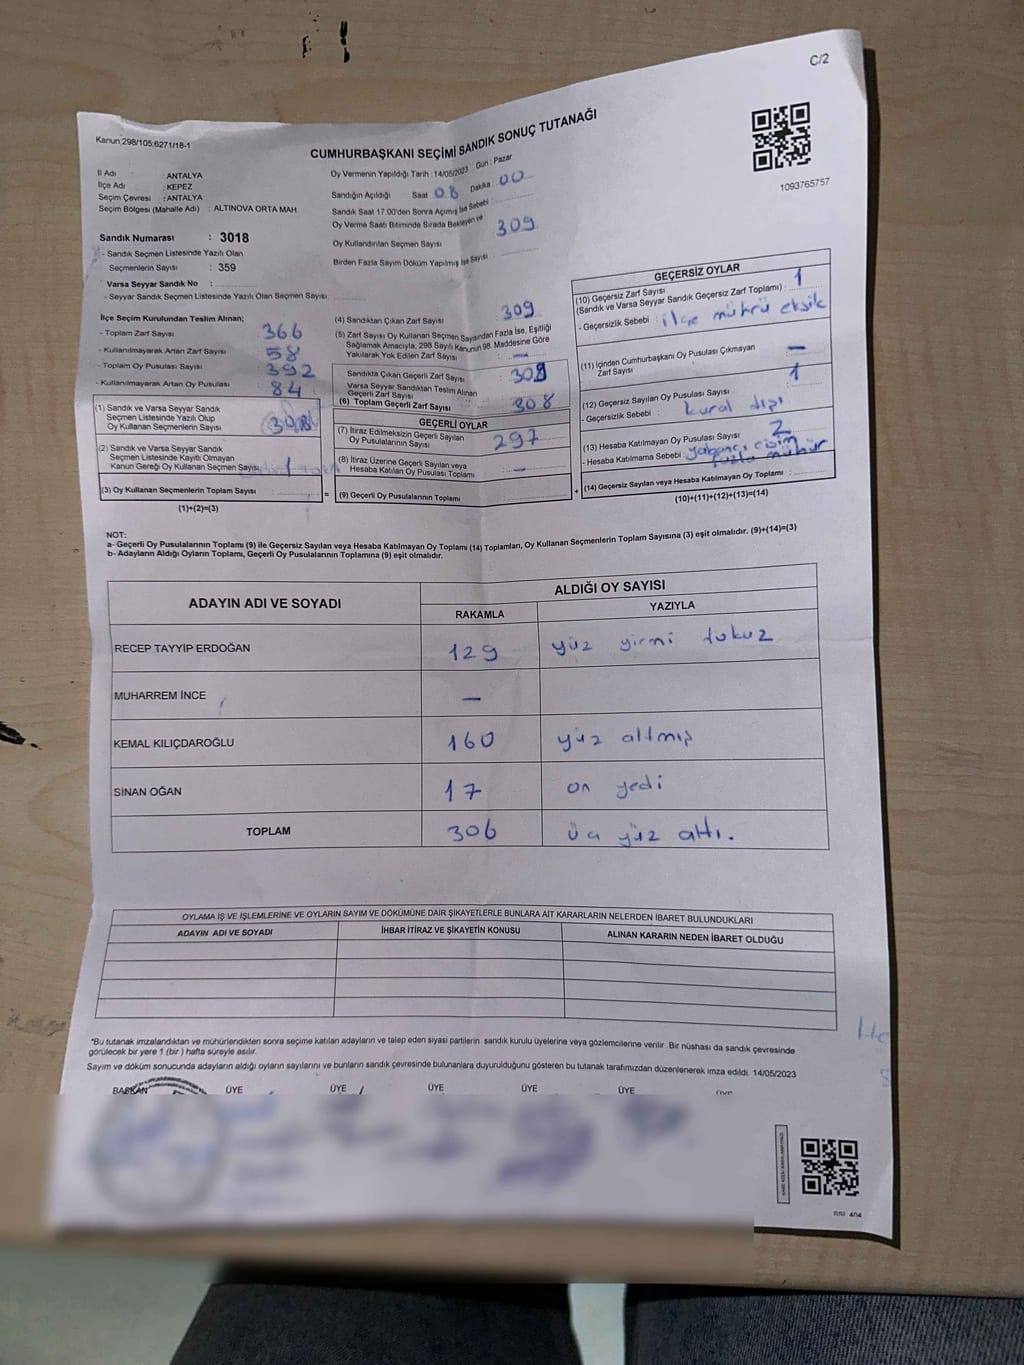 C/2
Kanun:298/105;6271/18-1
CUMHURBAŞKANI SEÇİMİ SANDIK SONUÇ TUTANAĞI
1093765757
İl Adı ANTALYA
İlçe Adı : KEPEZ
Seçim Çevresi : ANTALYA
Seçim Bölgesi (Mahalle Adı) : ALTINOVA ORTA MAH.
Sandık Numarası : 3018
- Sandık Seçmen Listesinde Yazılı Olan
Seçmenlerin Sayısı : 359
Varsa Seyyar Sandık No :
- Seyyar Sandık Seçmen Listesinde Yazılı Olan Seçmen Sayısı
Oy Vermenin Yapıldığı Tarih : 14/05/2023 Gün : Pazar
Sandığın Açıldığı Saat 08 Dakika : 00
Sandık Saat 17:00'den Sonra Açımış İse Sebebi :
Oy Verme Saati Bitiminde Sırada Bekleyen ve
Oy Kullandırılan Seçmen Sayısı 309
Birden Fazla Sayım Döküm Yapılmış İse Sayısı
İlçe Seçim Kurulundan Teslim Alınan;
- Toplam Zarf Sayısı 366
- Kullanılmayarak Artan Zarf Sayısı 58
- Toplam Oy Pusulası Sayısı 392
- Kullanılmayarak Artan Oy Pusulası 84
(1) Sandık ve Varsa Seyyar Sandık
Seçmen Listesinde Yazılı Olup
Oy Kullanan Seçmenlerin Sayısı
(2) Sandık ve Varsa Seyyar Sandık
Seçmen Listesinde Kayıtlı Olmayan
Kanun Gereği Oy Kullanan Seçmen Sayısı 1
(3) Oy Kullanan Seçmenlerin Toplam Sayısı =
(1)+(2)=(3)
(4) Sandıktan Çıkan Zarf Sayısı 309
(5) Zarf Sayısı Oy Kullanan Seçmen Sayısından Fazla İse, Eşitliği
Sağlamak Amacıyla, 298 Sayılı Kanunun 98. Maddesine Göre
Yakılarak Yok Edilen Zarf Sayısı : —
Sandıkta Çıkan Geçerli Zarf Sayısı : 308
Varsa Seyyar Sandıktan Teslim Alınan
Geçerli Zarf Sayısı
(6) Toplam Geçerli Zarf Sayısı : 308
GEÇERLİ OYLAR
(7) İtiraz Edilmeksizin Geçerli Sayılan
Oy Pusulalarının Sayısı 297
(8) İtiraz Üzerine Geçerli Sayılan veya
Hesaba Katılan Oy Pusulası Toplamı : —
(9) Geçerli Oy Pusulalarının Toplamı +
GEÇERSİZ OYLAR
(10) Geçersiz Zarf Sayısı
(Sandık ve Varsa Seyyar Sandık Geçersiz Zarf Toplamı) : 1
- Geçersizlik Sebebi : ilçe mührü eksik
(11) İçinden Cumhurbaşkanı Oy Pusulası Çıkmayan
Zarf Sayısı —
(12) Geçersiz Sayılan Oy Pusulası Sayısı 1
- Geçersizlik Sebebi : kural dışı
(13) Hesaba Katılmayan Oy Pusulası Sayısı 2
- Hesaba Katılmama Sebebi : yabancı cisim
fazla mühür
(14) Geçersiz Sayılan veya Hesaba Katılmayan Oy Toplamı :
(10)+(11)+(12)+(13)=(14)
NOT:
a- Geçerli Oy Pusulalarının Toplamı (9) ile Geçersiz Sayılan veya Hesaba Katılmayan Oy Toplamı (14) Toplamları, Oy Kullanan Seçmenlerin Toplam Sayısına (3) eşit olmalıdır. (9)+(14)=(3)
b- Adayların Aldığı Oyların Toplamı, Geçerli Oy Pusulalarının Toplamına (9) eşit olmalıdır.
ADAYIN ADI VE SOYADI ALDIĞI OY SAYISI
RAKAMLA YAZIYLA
RECEP TAYYİP ERDOĞAN 129 yüz yirmi dokuz
MUHARREM İNCE —
KEMAL KILIÇDAROĞLU 160 yüz altmış
SİNAN OĞAN 17 on yedi
TOPLAM 306 üç yüz altı.
OYLAMA İŞ VE İŞLEMLERİNE VE OYLARIN SAYIM VE DÖKÜMÜNE DAİR ŞİKAYETLERLE BUNLARA AİT KARARLARIN NELERDEN İBARET BULUNDUKLARI
ADAYIN ADI VE SOYADI İHBAR İTİRAZ VE ŞİKAYETİN KONUSU ALINAN KARARIN NEDEN İBARET OLDUĞU
"Bu tutanak imzalandıktan ve mühürlendikten sonra seçime katılan adayların ve talep eden siyasi partilerin sandık kurulu üyelerine veya gözlemcilerine verilir. Bir nüshası da sandık çevresinde
görülecek bir yere 1 (bir) hafta süreyle asılır.
Sayım ve döküm sonucunda adayların aldığı oyların sayılarını ve bunların sandık çevresinde bulunanlara duyurulduğunu gösteren bu tutanak tarafımızdan düzenlenerek imza edildi. 14/05/2023
BAŞKAN ÜYE ÜYE ÜYE ÜYE ÜYE ÜYE